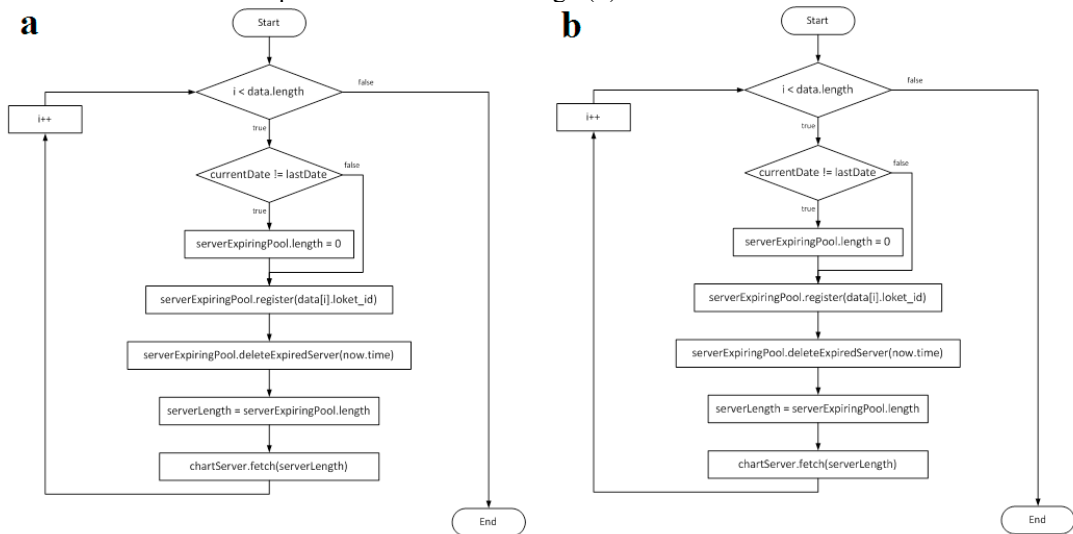 a
Start
i < data.length
false
i++
true
currentDate != lastDate
false
true
serverExpiringPool.length = 0
serverExpiringPool.register(data[i].loket_id)
serverExpiringPool.deleteExpiredServer(now.time)
serverLength = serverExpiringPool.length
chartServer.fetch(serverLength)
End
b
Start
i < data.length
false
i++
true
currentDate != lastDate
false
true
serverExpiringPool.length = 0
serverExpiringPool.register(data[i].loket_id)
serverExpiringPool.deleteExpiredServer(now.time)
serverLength = serverExpiringPool.length
chartServer.fetch(serverLength)
End